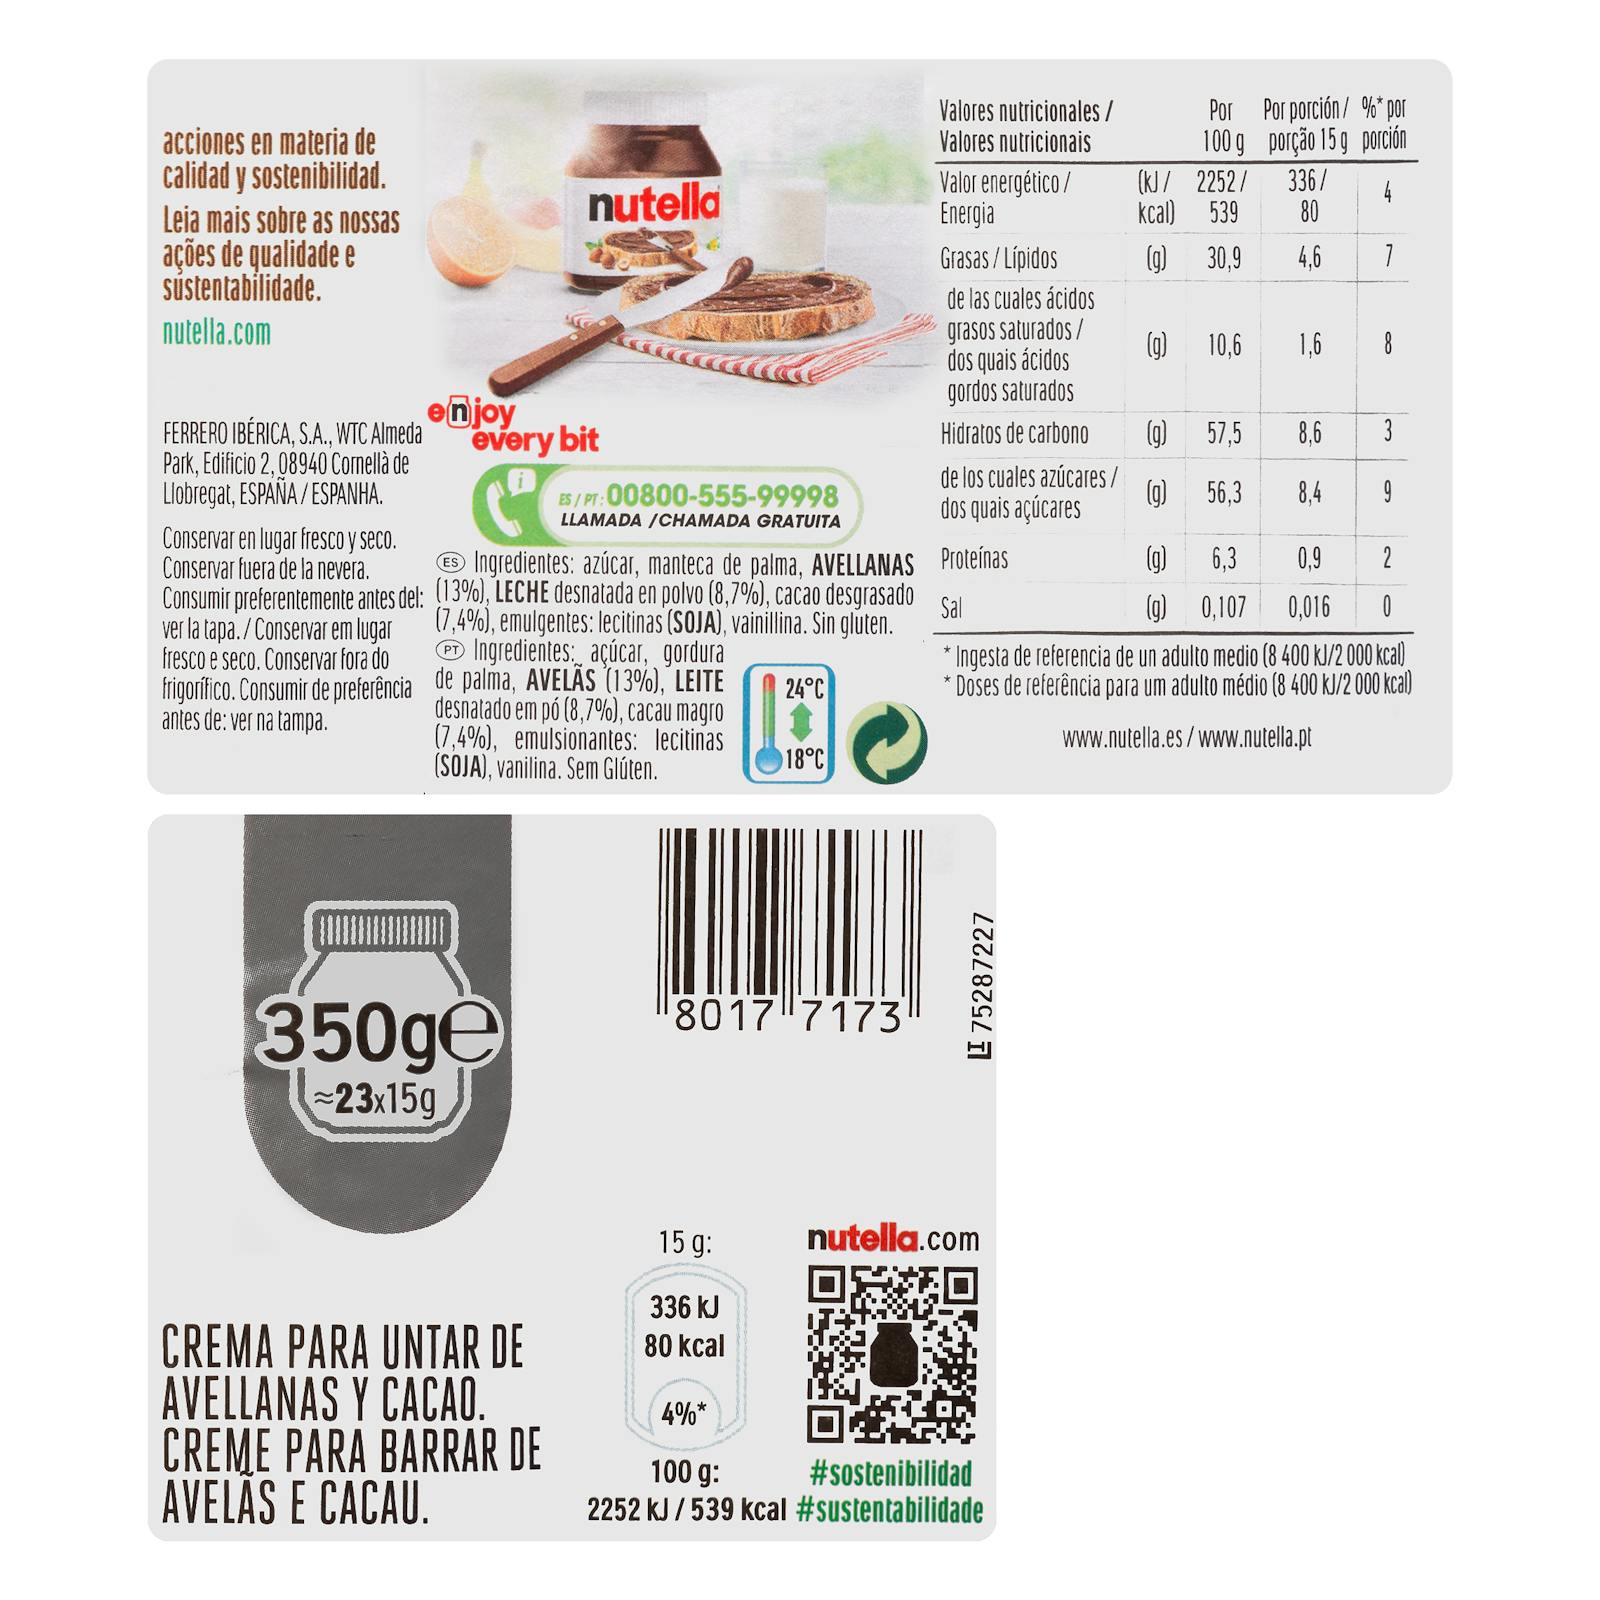 acciones en materia de
calidad y sostenibilidad.
Leia mais sobre as nossas
ações de qualidade e
sustentabilidade.
nutella.com
FERRERO IBÉRICA, S.A., WTC Almeda
Park, Edificio 2, 08940 Cornellà de
Llobregat, ESPAÑA / ESPANHA.
Conservar en lugar fresco y seco.
Conservar fuera de la nevera.
Consumir preferentemente antes del:
ver la tapa. / Conservar em lugar
fresco e seco. Conservar fora do
frigorífico. Consumir de preferência
antes de: ver na tampa.
nutella
enjoy
every bit
ES / PT : 00800-555-99998
LLAMADA /CHAMADA GRATUITA
ES Ingredientes: azúcar, manteca de palma, AVELLANAS
(13%), LECHE desnatada en polvo (8,7%), cacao desgrasado
(7,4%), emulgentes: lecitinas (SOJA), vainillina. Sin gluten.
PT Ingredientes: açúcar, gordura
de palma, AVELÃS (13%), LEITE
desnatado em pó (8,7%), cacau magro
(7,4%), emulsionantes: lecitinas
(SOJA), vanilina. Sem Glúten.
24°C
18°C
Valores nutricionales / Por Por porción / %* por
Valores nutricionais 100 g porção 15 g porción
Valor energético / (kJ / 2252 / 336 / 4
Energia kcal) 539 80
Grasas / Lípidos (g) 30,9 4,6 7
de las cuales ácidos
grasos saturados / (g) 10,6 1,6 8
dos quais ácidos
gordos saturados
Hidratos de carbono (g) 57,5 8,6 3
de los cuales azúcares / (g) 56,3 8,4 9
dos quais açúcares
Proteínas (g) 6,3 0,9 2
Sal (g) 0,107 0,016 0
* Ingesta de referencia de un adulto medio (8 400 kJ/2 000 kcal)
* Doses de referência para um adulto médio (8 400 kJ/2 000 kcal)
www.nutella.es / www.nutella.pt
350g e
≈23x15g
8017 7173
LI 75287227
CREMA PARA UNTAR DE
AVELLANAS Y CACAO.
CREME PARA BARRAR DE
AVELÃS E CACAU.
15 g:
336 kJ
80 kcal
4%*
100 g:
2252 kJ / 539 kcal
nutella.com
#sostenibilidad
#sustentabilidade